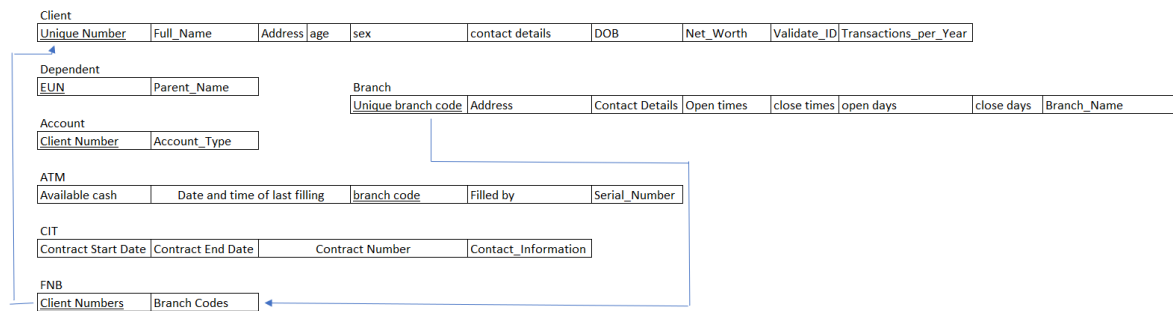 Client
Unique Number Full_Name Address age sex contact details DOB Net_Worth Validate_ID Transactions_per_Year
Dependent
EUN Parent_Name
Branch
Unique branch code Address Contact Details Open times close times open days close days Branch_Name
Account
Client Number Account_Type
ATM
Available cash Date and time of last filling branch code Filled by Serial_Number
CIT
Contract Start Date Contract End Date Contract Number Contact_Information
FNB
Client Numbers Branch Codes